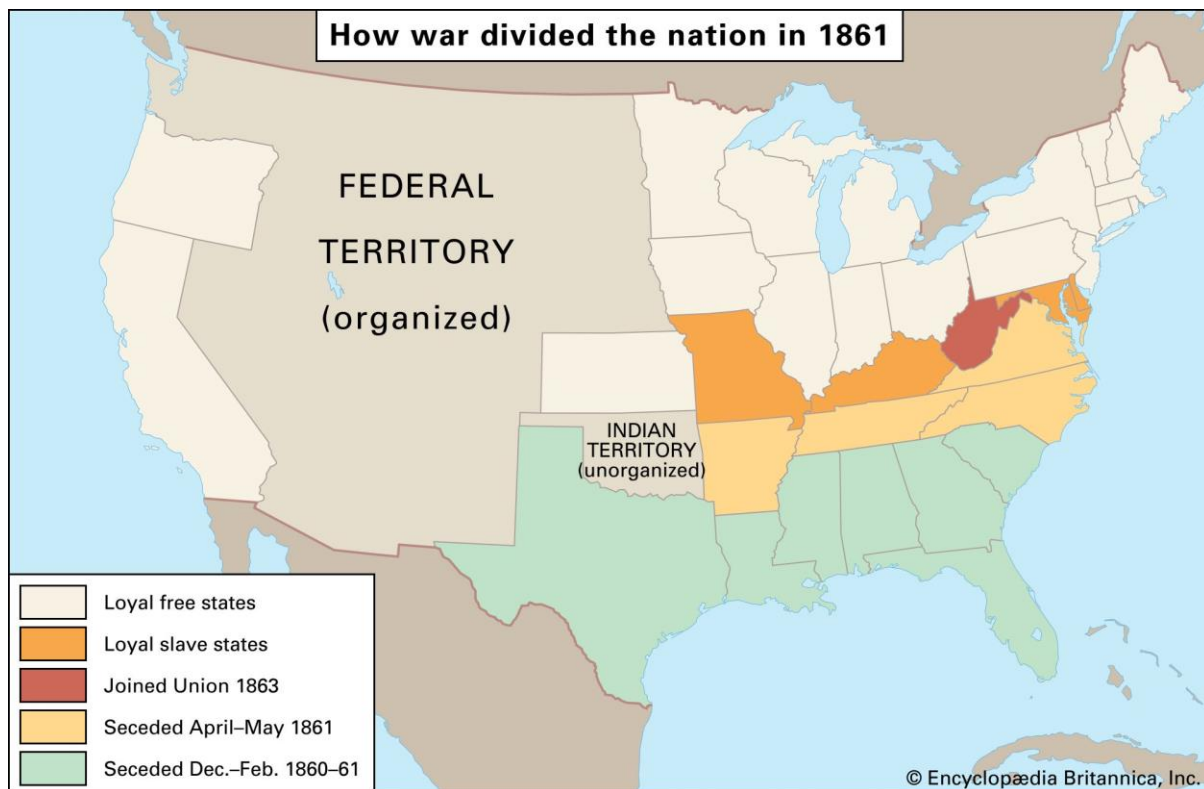 How war divided the nation in 1861
FEDERAL
TERRITORY
(organized)
INDIAN
TERRITORY
(unorganized)
Loyal free states
Loyal slave states
Joined Union 1863
Seceded April–May 1861
Seceded Dec.–Feb. 1860–61
© Encyclopædia Britannica, Inc.